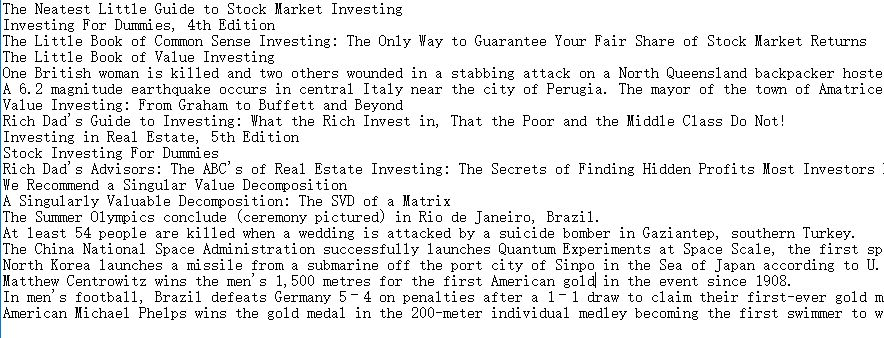 The Neatest Little Guide to Stock Market Investing
Investing For Dummies, 4th Edition
The Little Book of Common Sense Investing: The Only Way to Guarantee Your Fair Share of Stock Market Returns
The Little Book of Value Investing
One British woman is killed and two others wounded in a stabbing attack on a North Queensland backpacker hoste
A 6.2 magnitude earthquake occurs in central Italy near the city of Perugia. The mayor of the town of Amatrice
Value Investing: From Graham to Buffett and Beyond
Rich Dad's Guide to Investing: What the Rich Invest in, That the Poor and the Middle Class Do Not!
Investing in Real Estate, 5th Edition
Stock Investing For Dummies
Rich Dad's Advisors: The ABC's of Real Estate Investing: The Secrets of Finding Hidden Profits Most Investors
We Recommend a Singular Value Decomposition
A Singularly Valuable Decomposition: The SVD of a Matrix
The Summer Olympics conclude (ceremony pictured) in Rio de Janeiro, Brazil.
At least 54 people are killed when a wedding is attacked by a suicide bomber in Gaziantep, southern Turkey.
The China National Space Administration successfully launches Quantum Experiments at Space Scale, the first sp
North Korea launches a missile from a submarine off the port city of Sinpo in the Sea of Japan according to U.
Matthew Centrowitz wins the men's 1,500 metres for the first American gold in the event since 1908.
In men's football, Brazil defeats Germany 5–4 on penalties after a 1–1 draw to claim their first-ever gold m
American Michael Phelps wins the gold medal in the 200-meter individual medley becoming the first swimmer to w